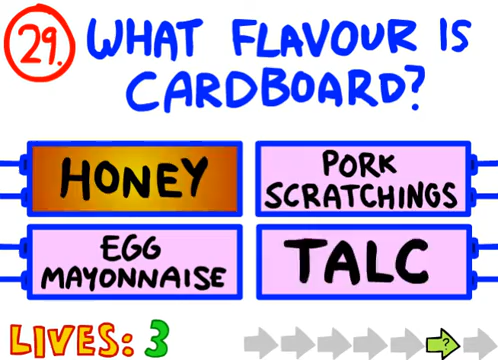 29. WHAT FLAVOUR IS
CARDBOARD?
HONEY
PORK
SCRATCHINGS
EGG
MAYONNAISE
TALC
LIVES: 3
?